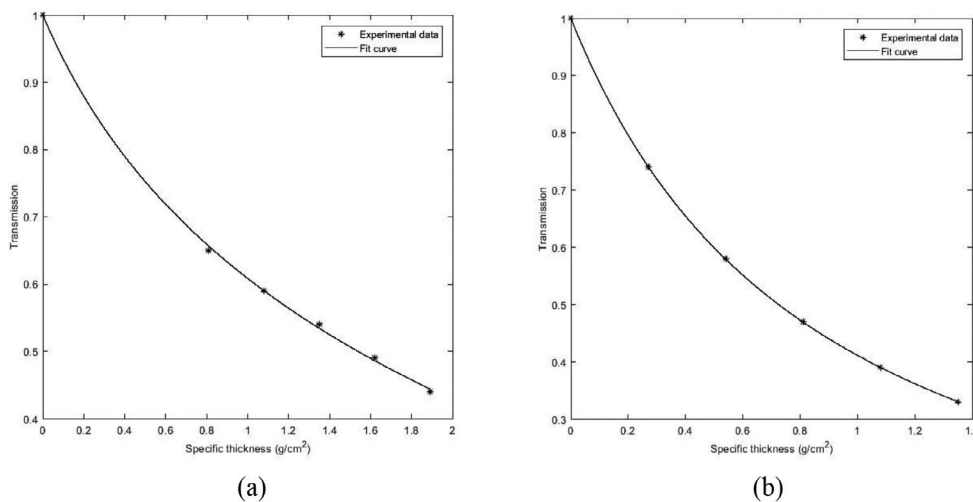 1
0.9
0.8
0.7
0.6
0.5
0.4
Transmission
0 0.2 0.4 0.6 0.8 1 1.2 1.4 1.6 1.8 2
Specific thickness (g/cm²)
Experimental data
Fit curve
(a)
1
0.9
0.8
0.7
0.6
0.5
0.4
0.3
Transmission
0 0.2 0.4 0.6 0.8 1 1.2 1.4
Specific thickness (g/cm²)
Experimental data
Fit curve
(b)